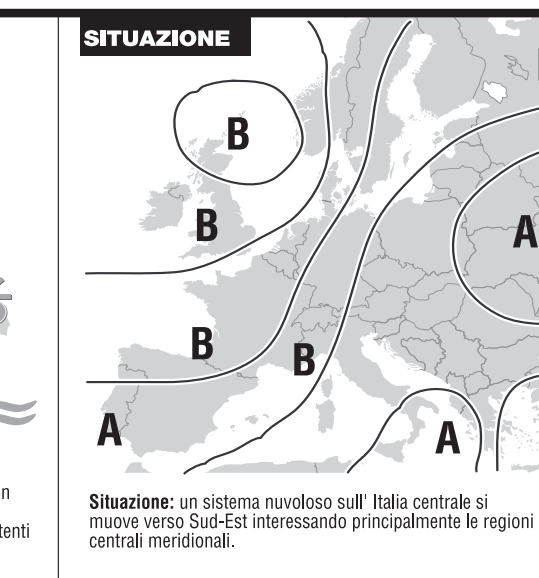 SITUAZIONE
B
B
A
B
B
A
A
n
tenti
Situazione: un sistema nuvoloso sull' Italia centrale si
muove verso Sud-Est interessando principalmente le regioni
centrali meridionali.